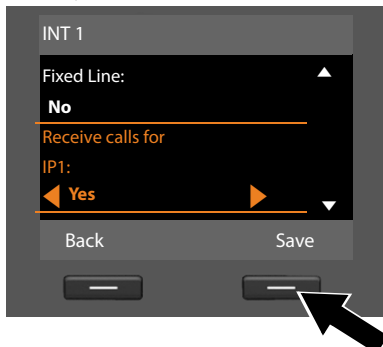 INT 1
Fixed Line:
No
Receive calls for
IP1:
Yes
Back Save